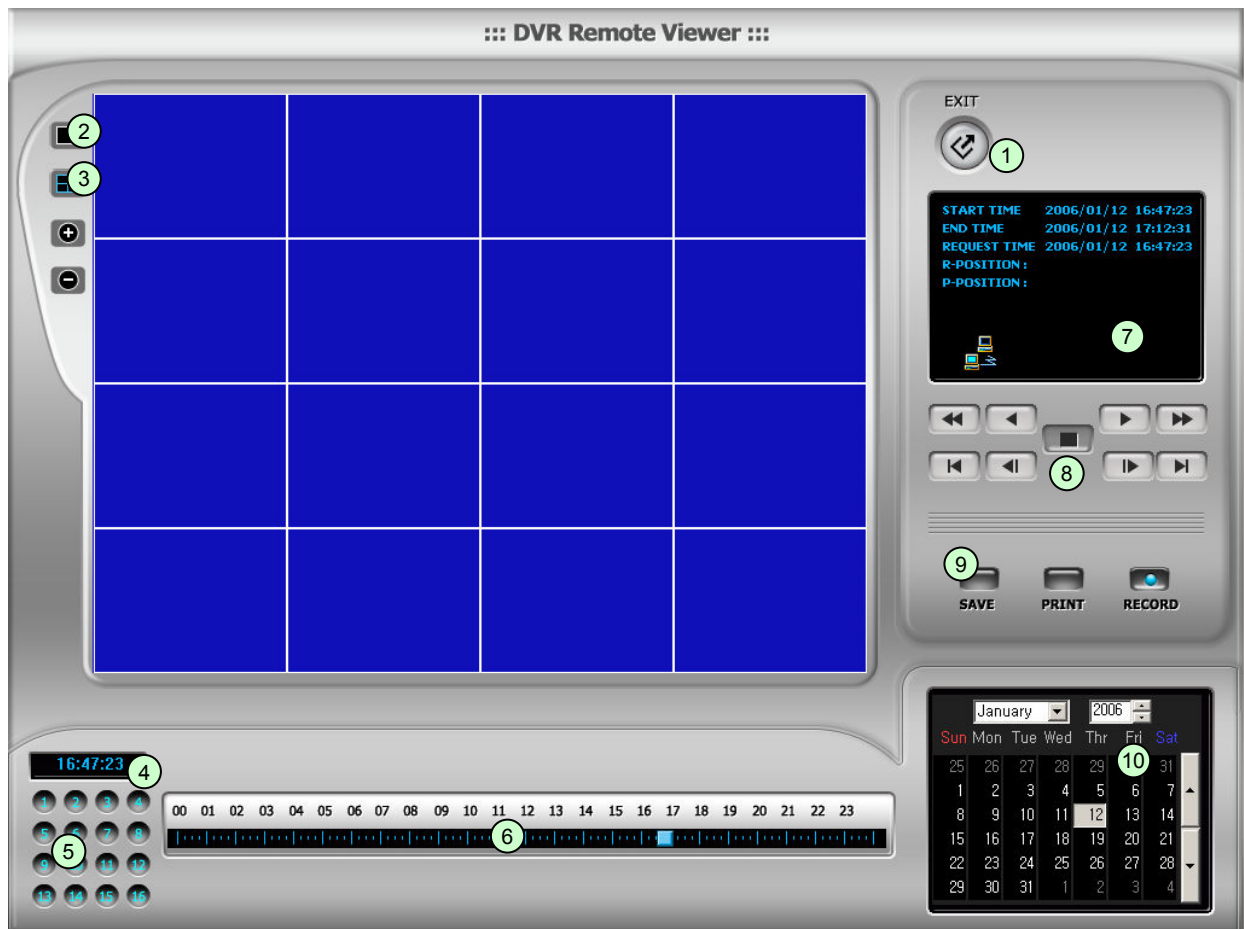 ::: DVR Remote Viewer :::
EXIT
1
2
3
START TIME 2006/01/12 16:47:23
END TIME 2006/01/12 17:12:31
REQUEST TIME 2006/01/12 16:47:23
R-POSITION :
P-POSITION :
7
8
9
SAVE PRINT RECORD
January 2006
Sun Mon Tue Wed Thr Fri Sat
10
25 26 27 28 29 31
1 2 3 4 5 6 7
8 9 10 11 12 13 14
15 16 17 18 19 20 21
22 23 24 25 26 27 28
29 30 31 1 2 3 4
16:47:23
4
1 2 3 4
5 6 7 8
5
9 11 12
13 14 15 16
00 01 02 03 04 05 06 07 08 09 10 11 12 13 14 15 16 17 18 19 20 21 22 23
6